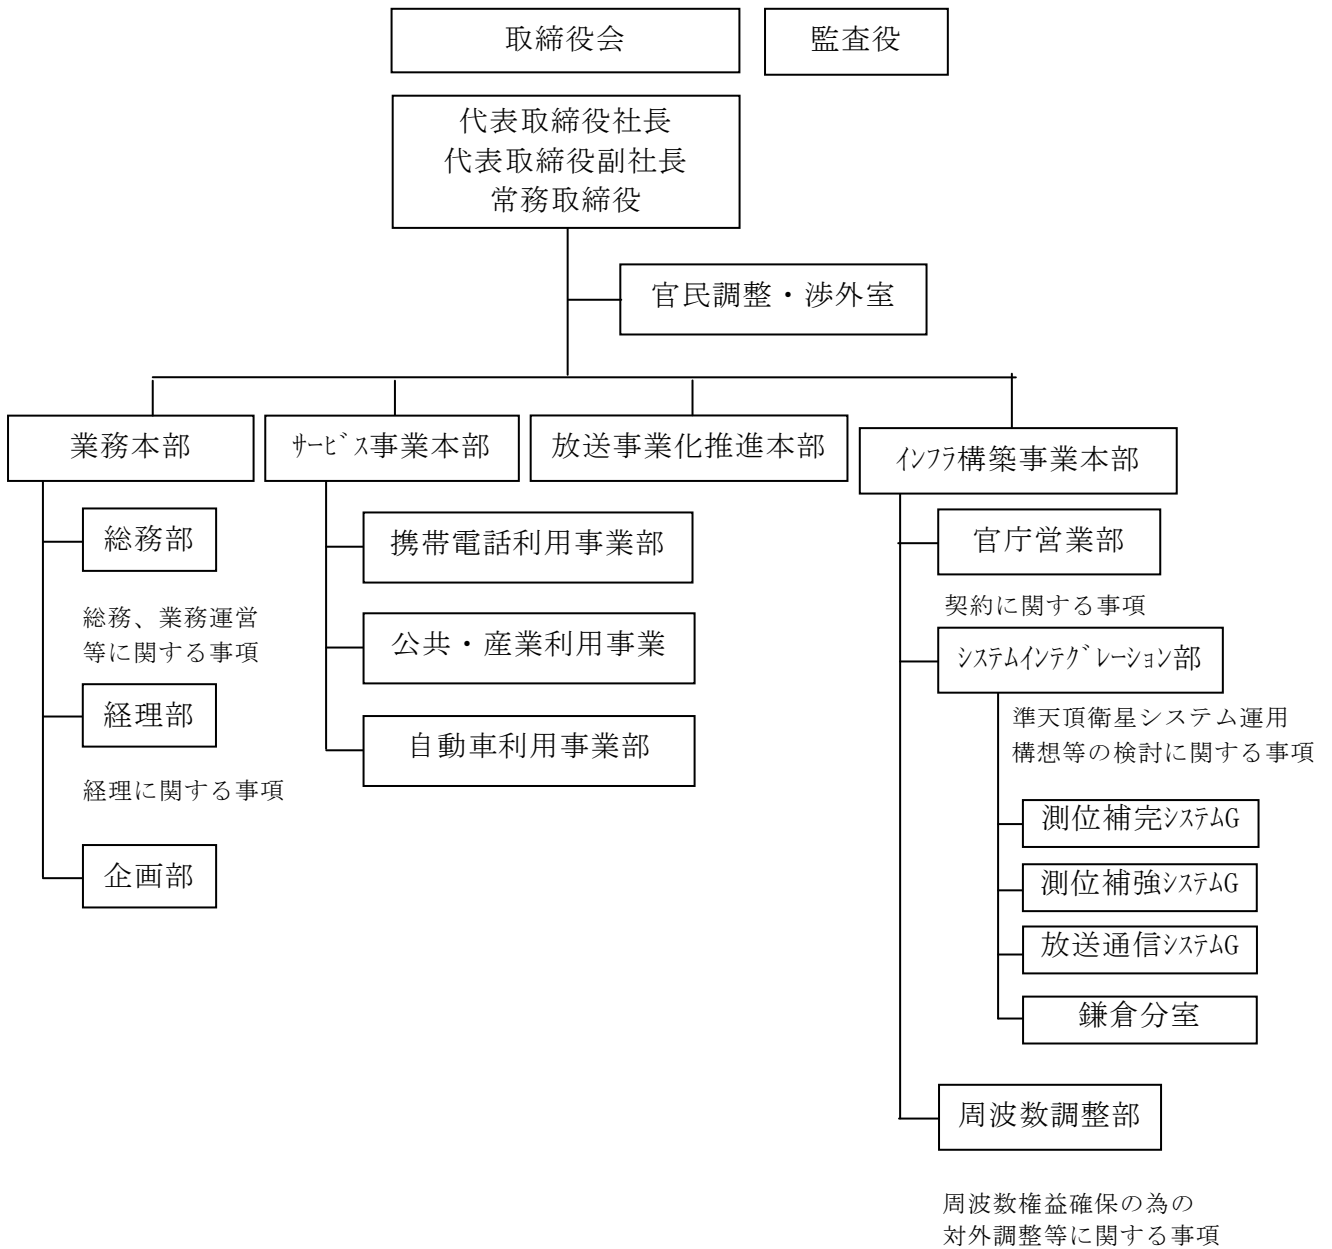 取締役会
監査役
代表取締役社長
代表取締役副社長
常務取締役
官民調整・渉外室
業務本部
ｻｰﾋﾞｽ事業本部
放送事業化推進本部
ｲﾝﾌﾗ構築事業本部
総務部
総務、業務運営
等に関する事項
経理部
経理に関する事項
企画部
携帯電話利用事業部
公共・産業利用事業
自動車利用事業部
官庁営業部
契約に関する事項
ｼｽﾃﾑｲﾝﾃｸﾞﾚｰｼｮﾝ部
準天頂衛星システム運用
構想等の検討に関する事項
測位補完ｼｽﾃﾑG
測位補強ｼｽﾃﾑG
放送通信ｼｽﾃﾑG
鎌倉分室
周波数調整部
周波数権益確保の為の
対外調整等に関する事項